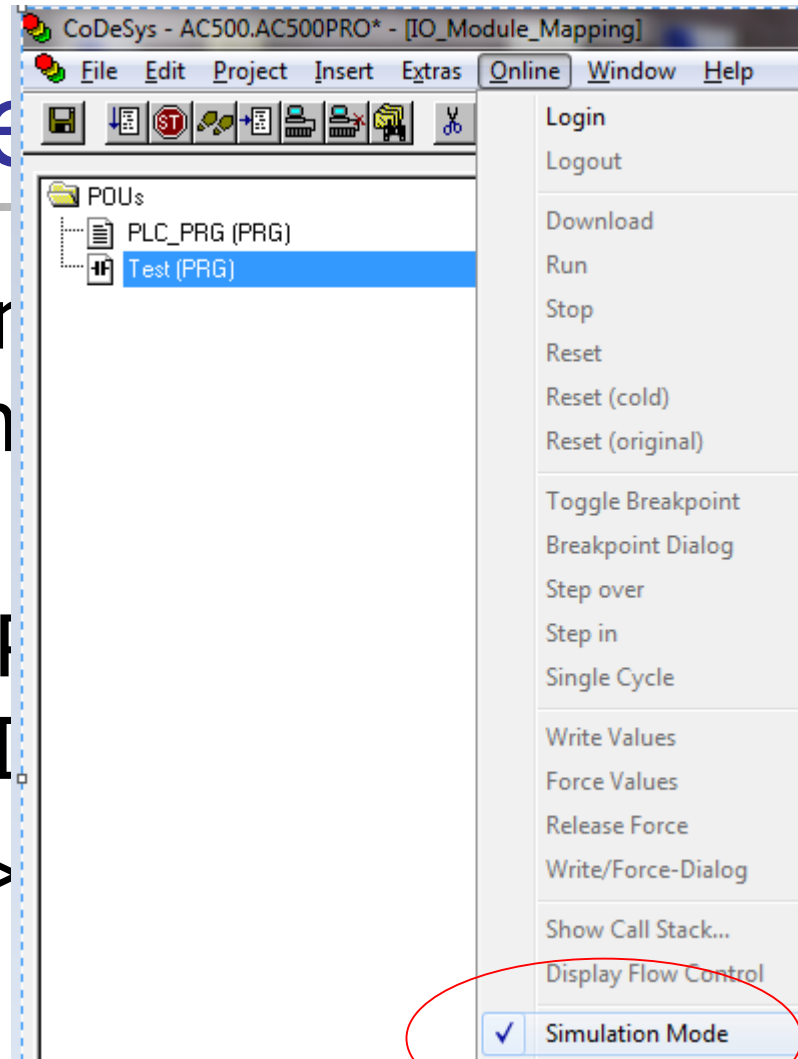 CoDeSys - AC500.AC500PRO* - [IO_Module_Mapping]
File Edit Project Insert Extras Online Window Help
ST
Login
Logout
POUs
PLC_PRG (PRG)
Test (PRG)
Download
Run
Stop
Reset
Reset (cold)
Reset (original)
Toggle Breakpoint
Breakpoint Dialog
Step over
Step in
Single Cycle
Write Values
Force Values
Release Force
Write/Force-Dialog
Show Call Stack...
Display Flow Control
✓ Simulation Mode